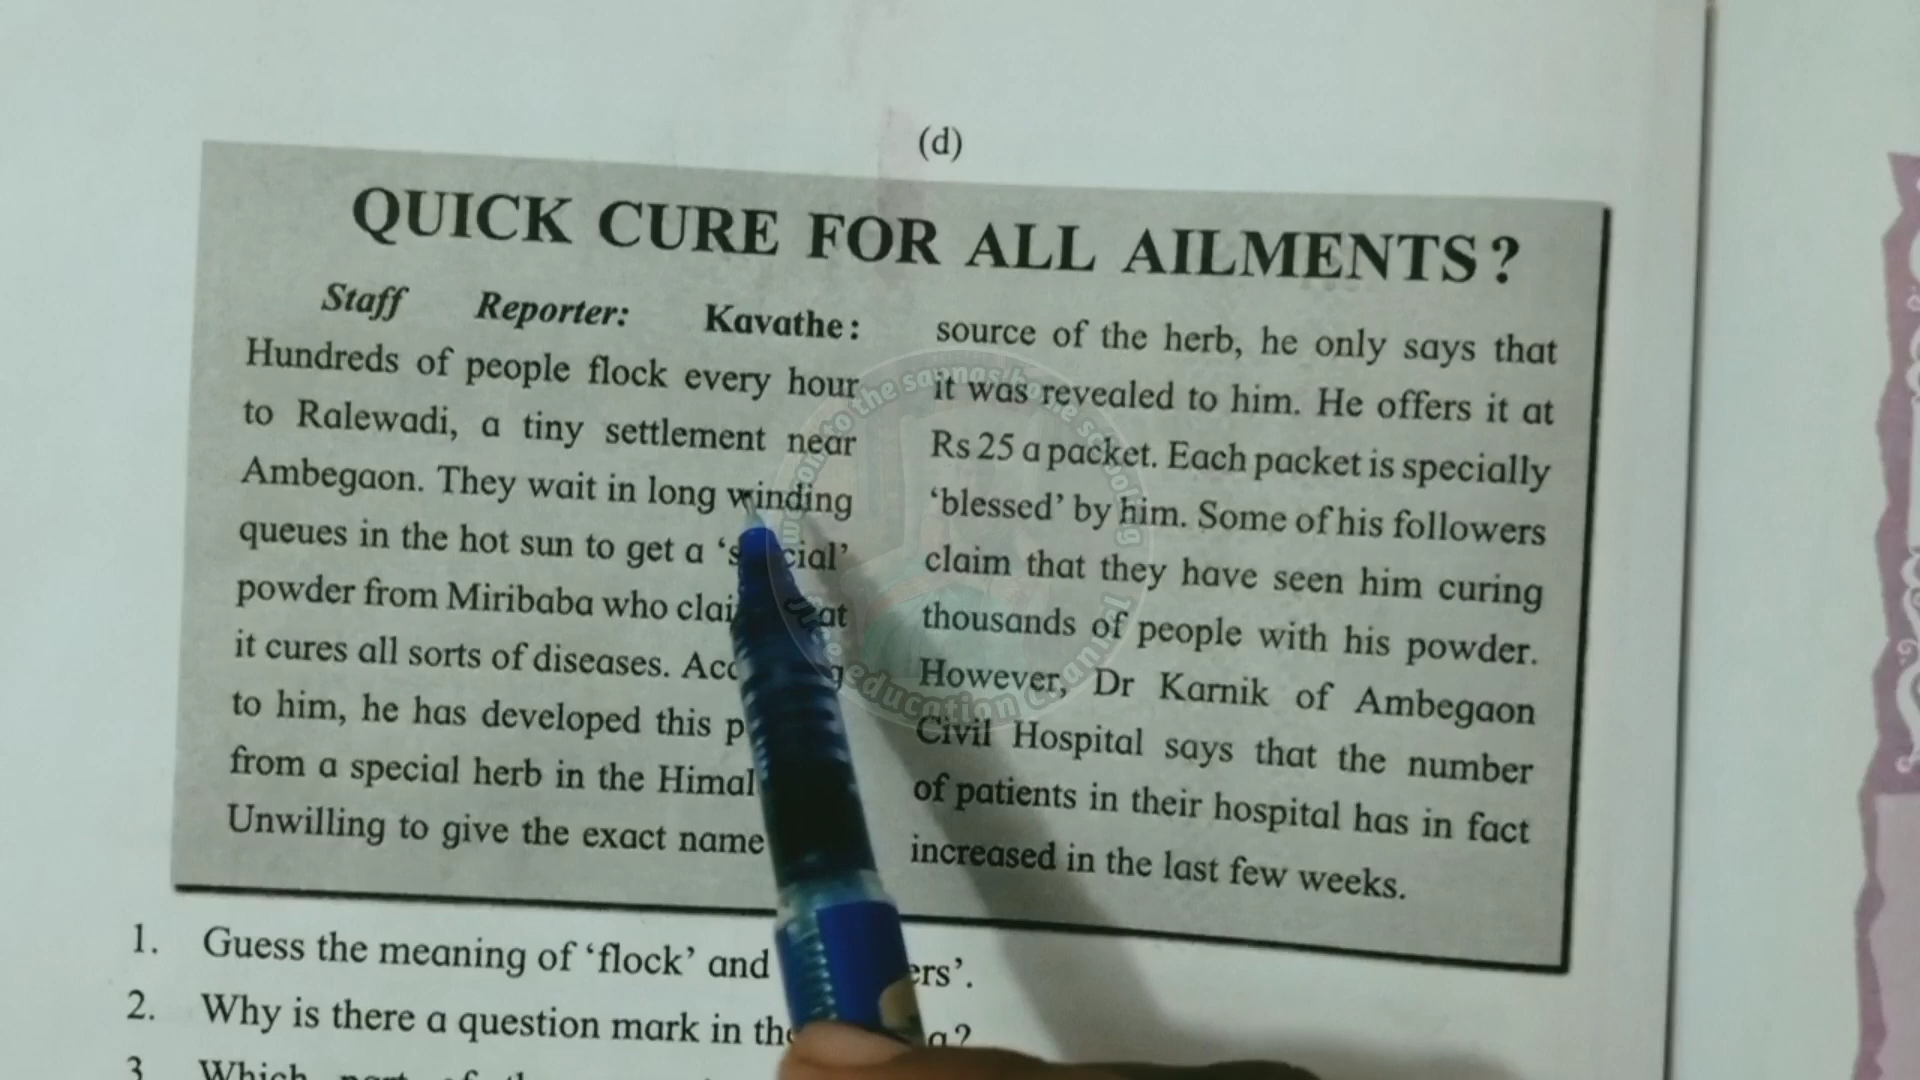 (d)
QUICK CURE FOR ALL AILMENTS?
Staff Reporter: Kavathe:
Hundreds of people flock every hour
to Ralewadi, a tiny settlement near
Ambegaon. They wait in long winding
queues in the hot sun to get a
powder from Miribaba who
it cures all sorts of diseases.
to him, he has developed this
from a special herb in the
Unwilling to give the exact name
source of the herb, he only says that
it was revealed to him. He offers it at
Rs 25 a packet. Each packet is specially
‘blessed’ by him. Some of his followers
claim that they have seen him curing
thousands of people with his powder.
However, Dr Karnik of Ambegaon
Civil Hospital says that the number
of patients in their hospital has in fact
increased in the last few weeks.
1. Guess the meaning of ‘flock’ and
2. Why is there a question mark in
3. Which part of